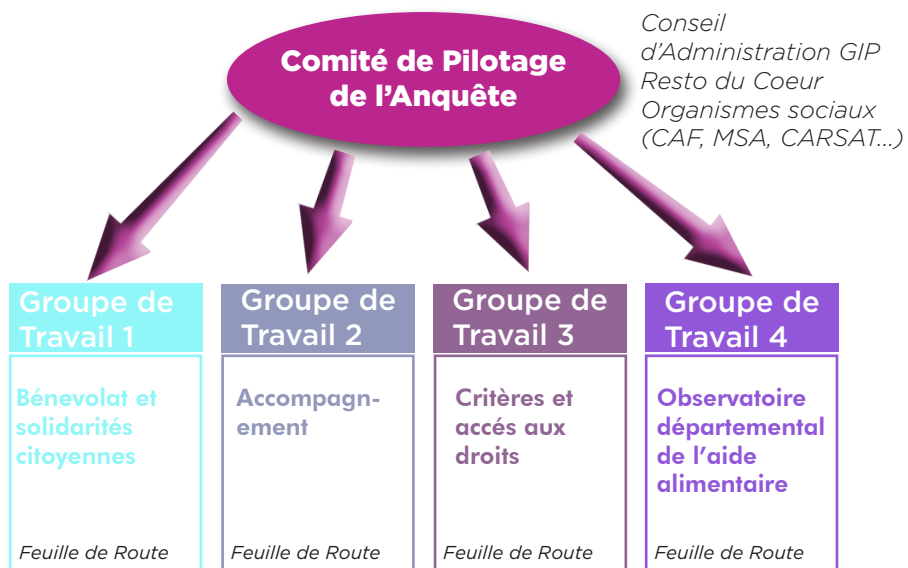 Comité de Pilotage
de l'Anquête
Conseil
d'Administration GIP
Resto du Coeur
Organismes sociaux
(CAF, MSA, CARSAT...)
Groupe de
Travail 1
Bénevolat et
solidarités
citoyennes
Feuille de Route
Groupe de
Travail 2
Accompagn-
ement
Feuille de Route
Groupe de
Travail 3
Critères et
accés aux
droits
Feuille de Route
Groupe de
Travail 4
Observatoire
départemental
de l'aide
alimentaire
Feuille de Route